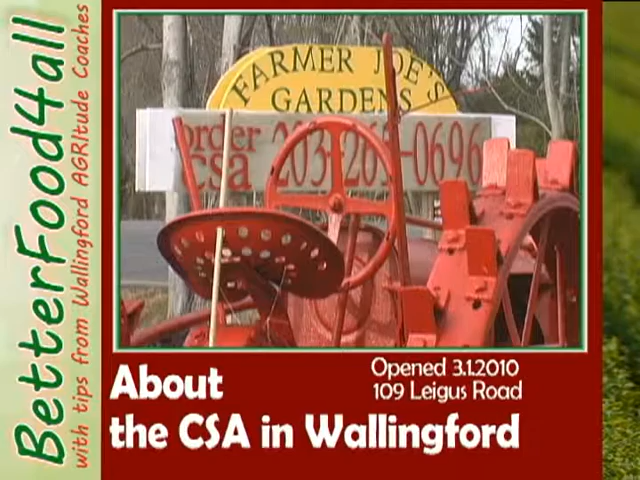 BetterFood4all
with tips from Wallingford AGRItude Coaches
FARMER JOE'S
GARDENS
order
csa
0696
About
the CSA in Wallingford
Opened 3.1.2010
109 Leigus Road